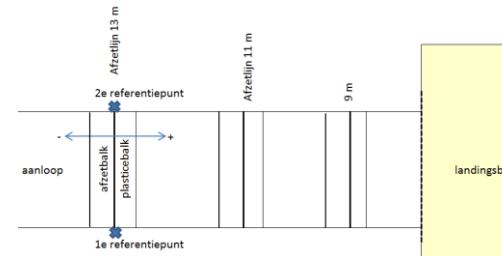 Afzetlijn 13 m
Afzetlijn 11 m
9 m
2e referentiepunt
- +
aanloop
afzetbalk
plasticebalk
landingsb
1e referentiepunt